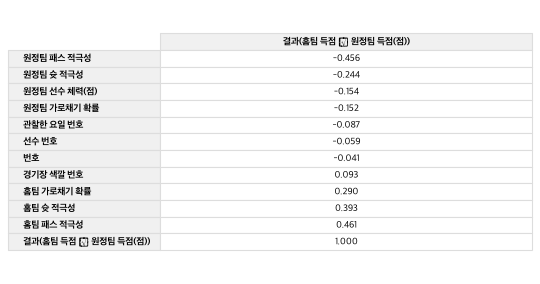 결과(홈팀 득점 원정팀 득점(점))
원정팀 패스 적극성 -0.456
원정팀 슛 적극성 -0.244
원정팀 선수 체력(점) -0.154
원정팀 가로채기 확률 -0.152
관찰한 요일 번호 -0.087
선수 번호 -0.059
번호 -0.041
경기장 색깔 번호 0.093
홈팀 가로채기 확률 0.290
홈팀 슛 적극성 0.393
홈팀 패스 적극성 0.461
결과(홈팀 득점 원정팀 득점(점)) 1.000